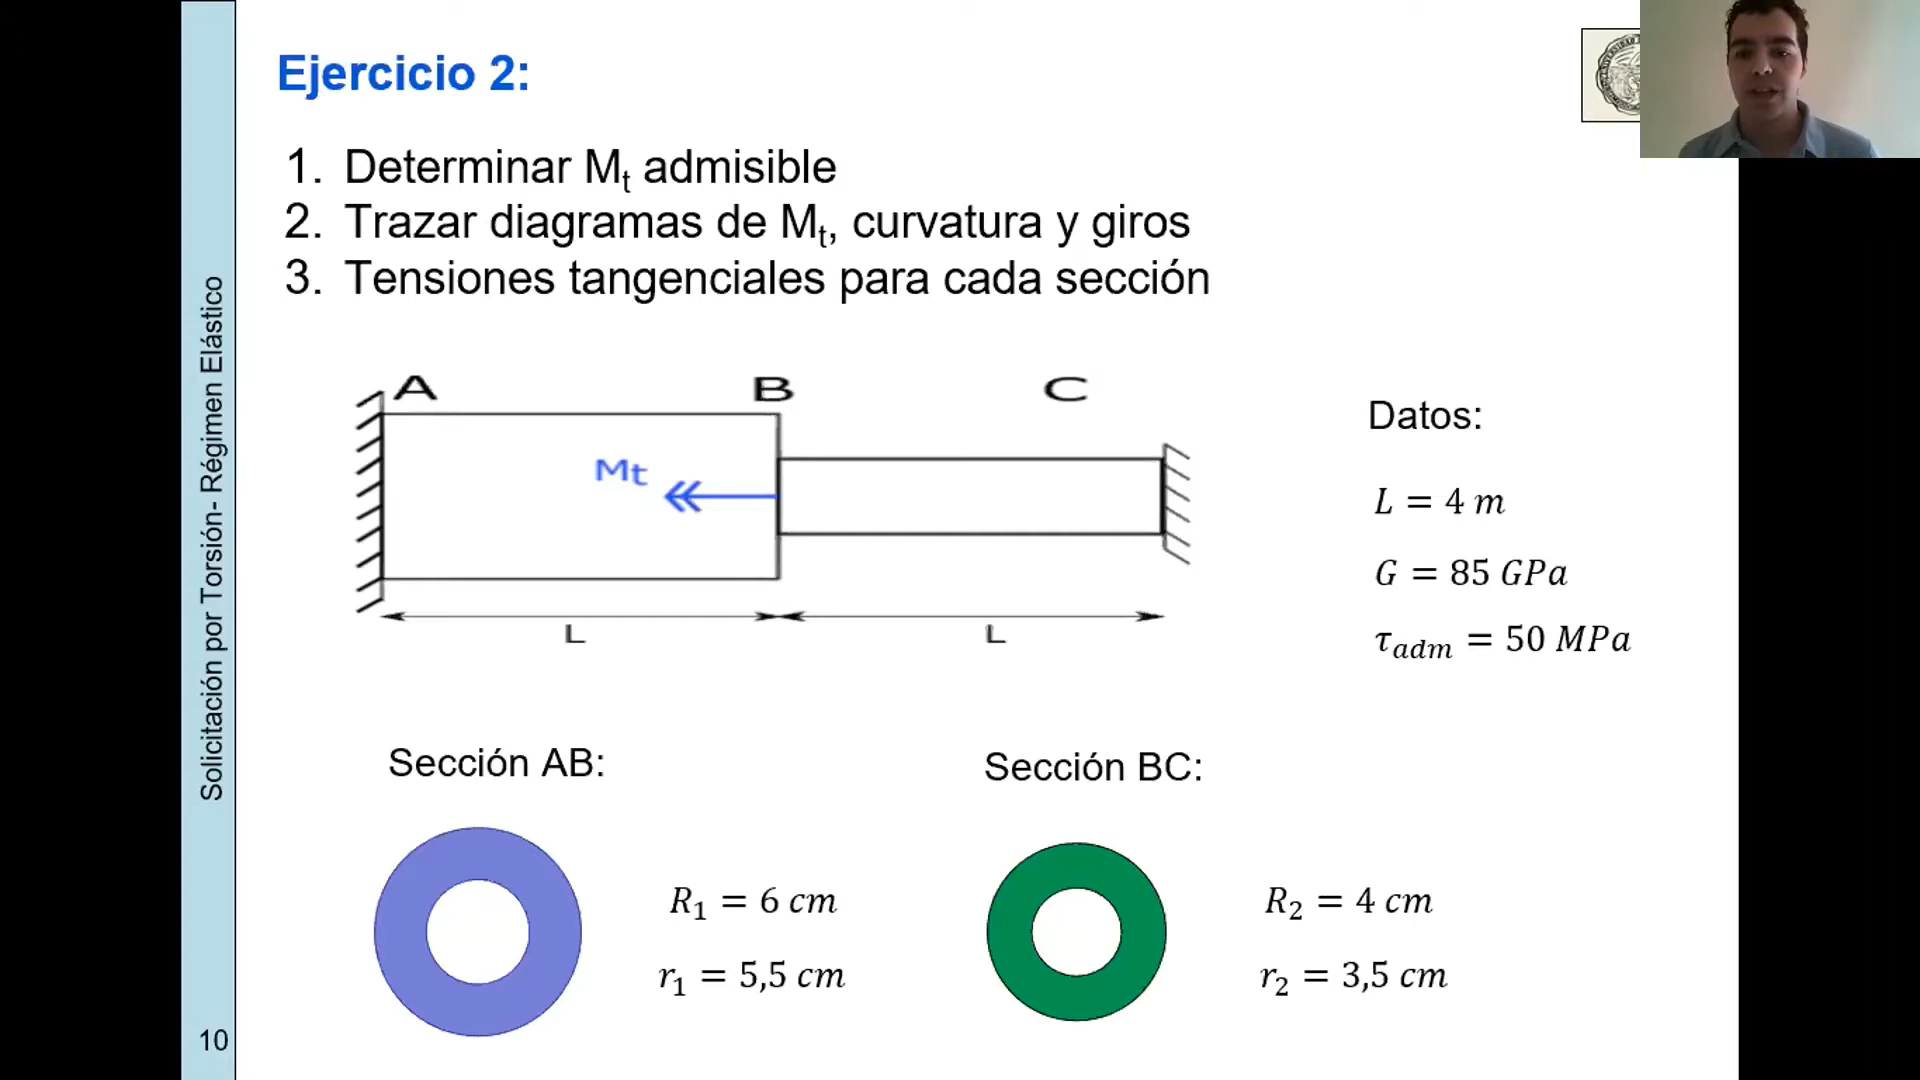 Ejercicio 2:
1. Determinar Mt admisible
2. Trazar diagramas de Mt, curvatura y giros
3. Tensiones tangenciales para cada sección
Solicitación por Torsión- Régimen Elástico
A B C
Mt
L L
Datos:
L = 4 m
G = 85 GPa
τadm = 50 MPa
Sección AB:
R1 = 6 cm
r1 = 5,5 cm
Sección BC:
R2 = 4 cm
r2 = 3,5 cm
10